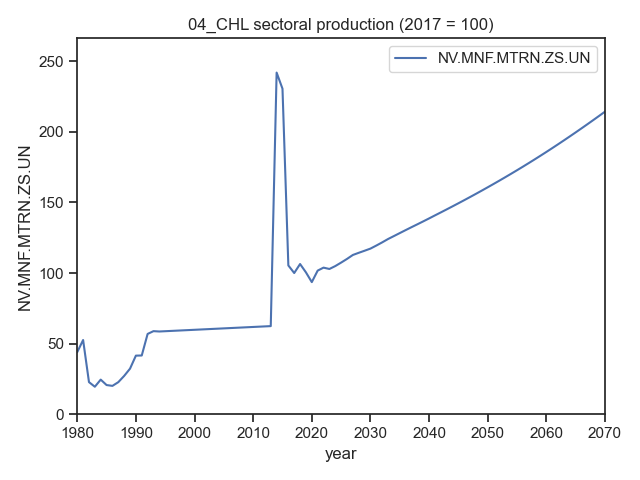 04_CHL sectoral production (2017 = 100)
NV.MNF.MTRN.ZS.UN
NV.MNF.MTRN.ZS.UN
250
200
150
100
50
0
1980 1990 2000 2010 2020 2030 2040 2050 2060 2070
year